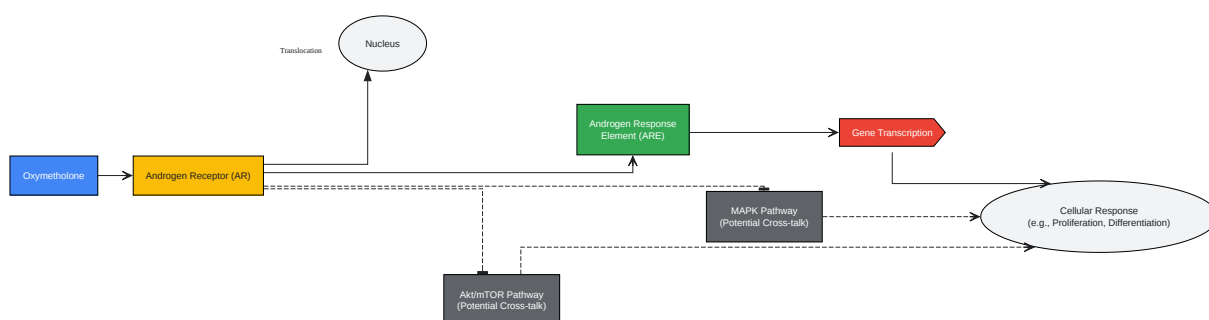 Nucleus
Translocation
Androgen Response
Element (ARE)
Gene Transcription
Oxymetholone
Androgen Receptor (AR)
MAPK Pathway
(Potential Cross-talk)
Cellular Response
(e.g., Proliferation, Differentiation)
Akt/mTOR Pathway
(Potential Cross-talk)